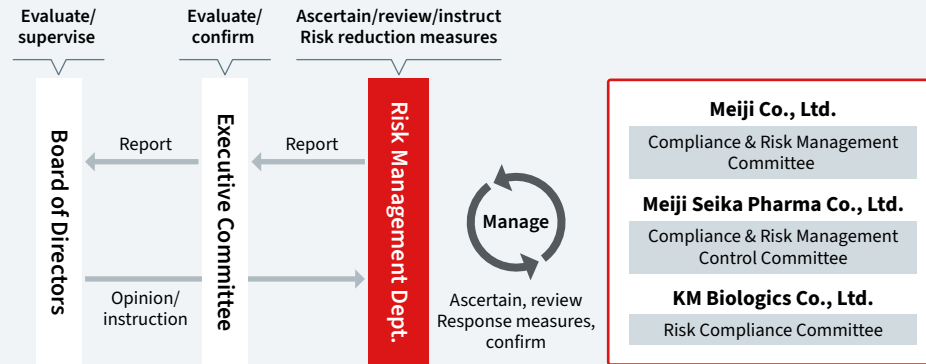 Evaluate/
supervise
Evaluate/
confirm
Ascertain/review/instruct
Risk reduction measures
Board of Directors
Report
Opinion/
instruction
Executive Committee
Report
Risk Management Dept.
Manage
Ascertain, review
Response measures,
confirm
Meiji Co., Ltd.
Compliance & Risk Management
Committee
Meiji Seika Pharma Co., Ltd.
Compliance & Risk Management
Control Committee
KM Biologics Co., Ltd.
Risk Compliance Committee